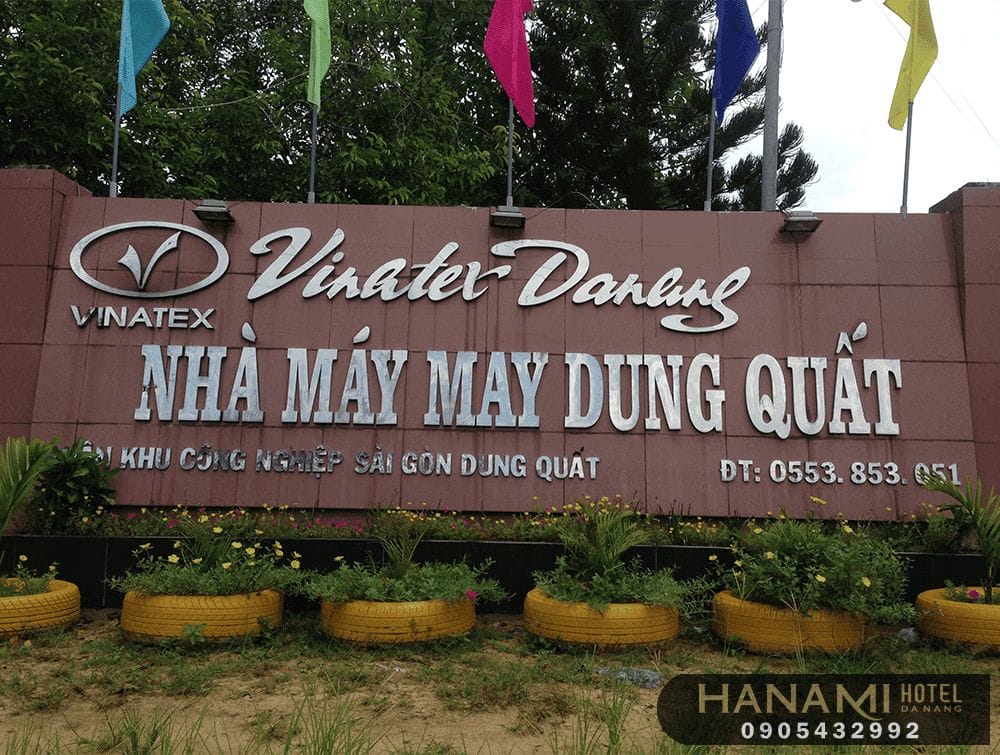 Vinatex Danang
VINATEX
NHÀ MÁY MAY DUNG QUẤT
KHU CÔNG NGHIỆP SÀI GÒN DUNG QUẤT
ĐT: 0553. 853. 051
HANAMI HOTEL
DA NANG
0905432992